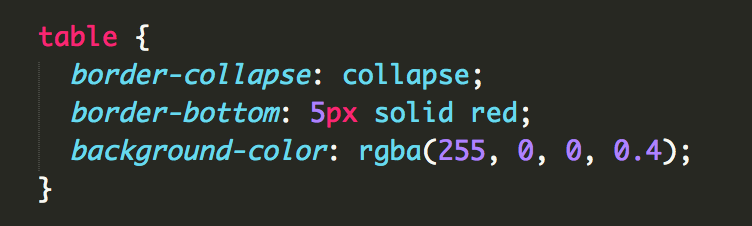 table {
  border-collapse: collapse;
  border-bottom: 5px solid red;
  background-color: rgba(255, 0, 0, 0.4);
}